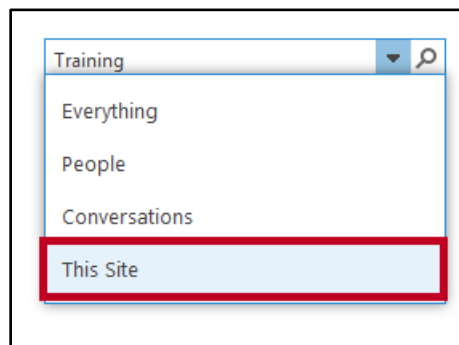 Training
Everything
People
Conversations
This Site